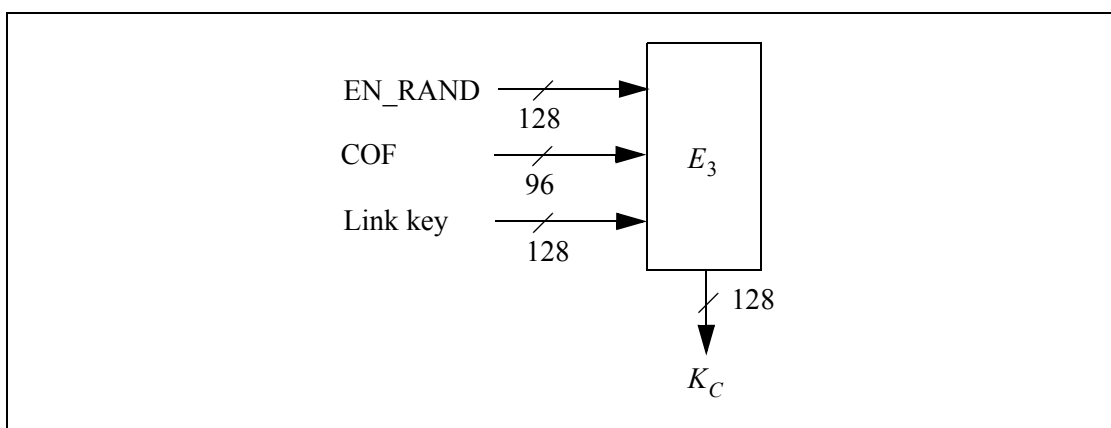 EN_RAND
128
COF
96
Link key
128
E3
128
KC